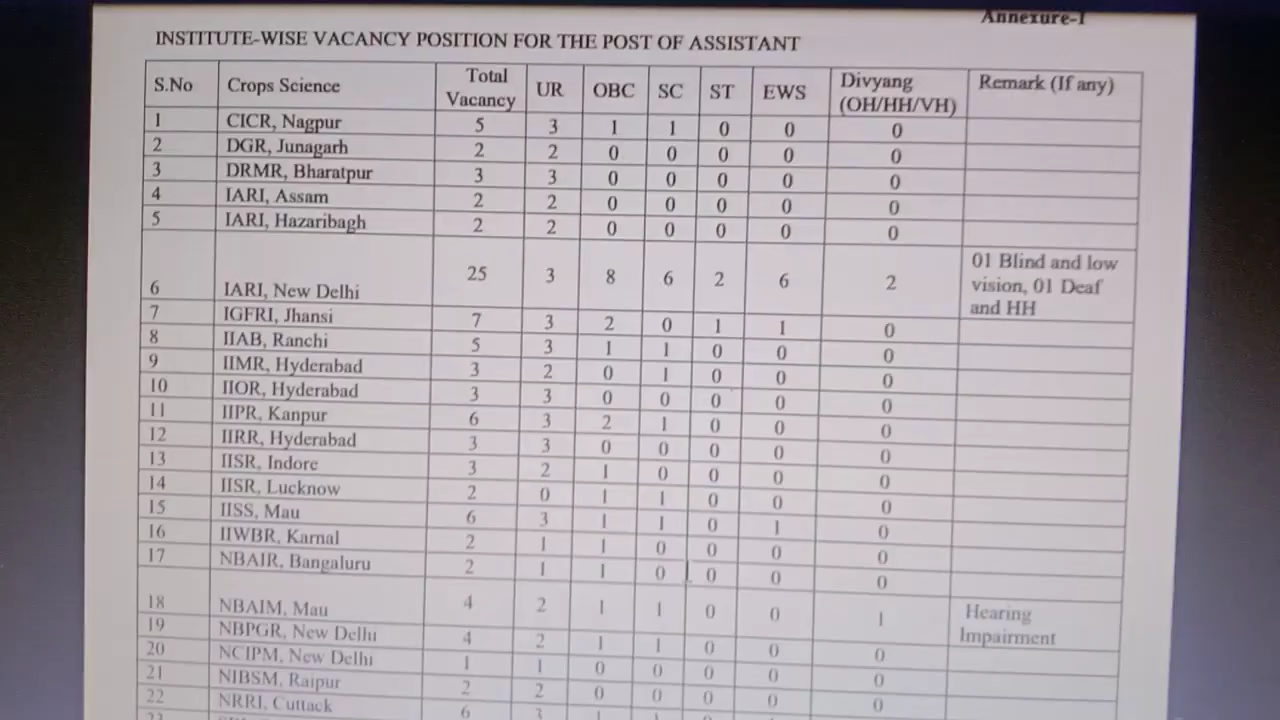 Annexure-I
INSTITUTE-WISE VACANCY POSITION FOR THE POST OF ASSISTANT
S.No Crops Science Total Vacancy UR OBC SC ST EWS Divyang (OH/HH/VH) Remark (If any)
1 CICR, Nagpur 5 3 1 1 0 0 0
2 DGR, Junagarh 2 2 0 0 0 0 0
3 DRMR, Bharatpur 3 3 0 0 0 0 0
4 IARI, Assam 2 2 0 0 0 0 0
5 IARI, Hazaribagh 2 2 0 0 0 0 0
6 IARI, New Delhi 25 3 8 6 2 6 2 01 Blind and low vision, 01 Deaf and HH
7 IGFRI, Jhansi 7 3 2 0 1 1 0
8 IIAB, Ranchi 5 3 1 1 0 0 0
9 IIMR, Hyderabad 3 2 0 1 0 0 0
10 IIOR, Hyderabad 3 3 0 0 0 0 0
11 IIPR, Kanpur 6 3 2 1 0 0 0
12 IIRR, Hyderabad 3 3 0 0 0 0 0
13 IISR, Indore 3 2 1 0 0 0 0
14 IISR, Lucknow 2 0 1 1 0 0 0
15 IISS, Mau 6 3 1 1 0 1 0
16 IIWBR, Karnal 2 1 1 0 0 0 0
17 NBAIR, Bangaluru 2 1 1 0 0 0 0
18 NBAIM, Mau 4 2 1 1 0 0 1 Hearing Impairment
19 NBPGR, New Delhi 4 2 1 1 0 0 0
20 NCIPM, New Delhi 1 1 0 0 0 0 0
21 NIBSM, Raipur 2 2 0 0 0 0 0
22 NRRI, Cuttack 6 3
23